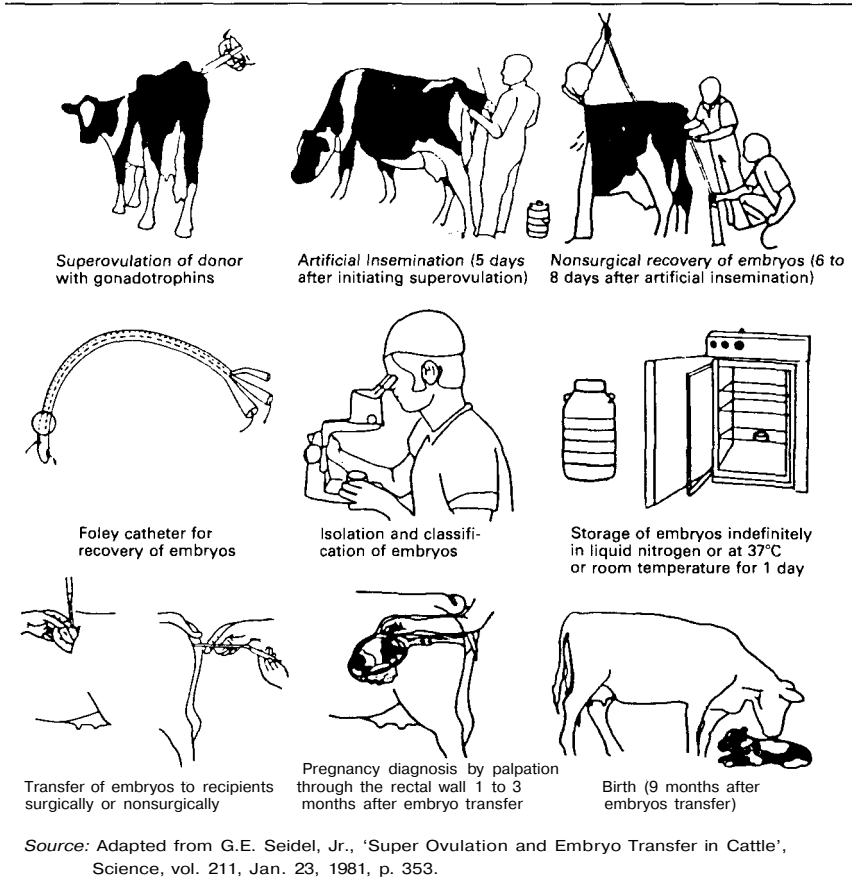 Superovulation of donor
with gonadotrophins
Artificial Insemination (5 days
after initiating superovulation)
Nonsurgical recovery of embryos (6 to
8 days after artificial insemination)
Foley catheter for
recovery of embryos
Isolation and classifi-
cation of embryos
Storage of embryos indefinitely
in liquid nitrogen or at 37°C
or room temperature for 1 day
Transfer of embryos to recipients
surgically or nonsurgically
Pregnancy diagnosis by palpation
through the rectal wall 1 to 3
months after embryo transfer
Birth (9 months after
embryos transfer)
Source: Adapted from G.E. Seidel, Jr., 'Super Ovulation and Embryo Transfer in Cattle',
Science, vol. 211, Jan. 23, 1981, p. 353.